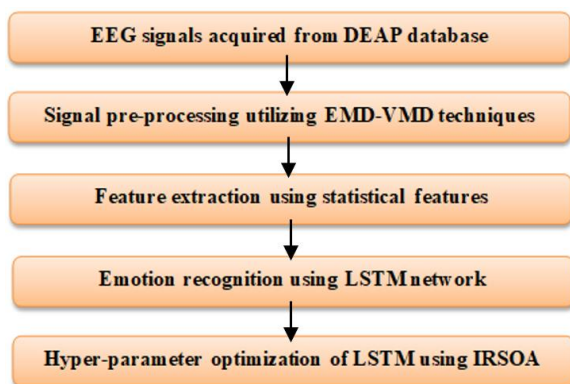 EEG signals acquired from DEAP database
Signal pre-processing utilizing EMD-VMD techniques
Feature extraction using statistical features
Emotion recognition using LSTM network
Hyper-parameter optimization of LSTM using IRSOA